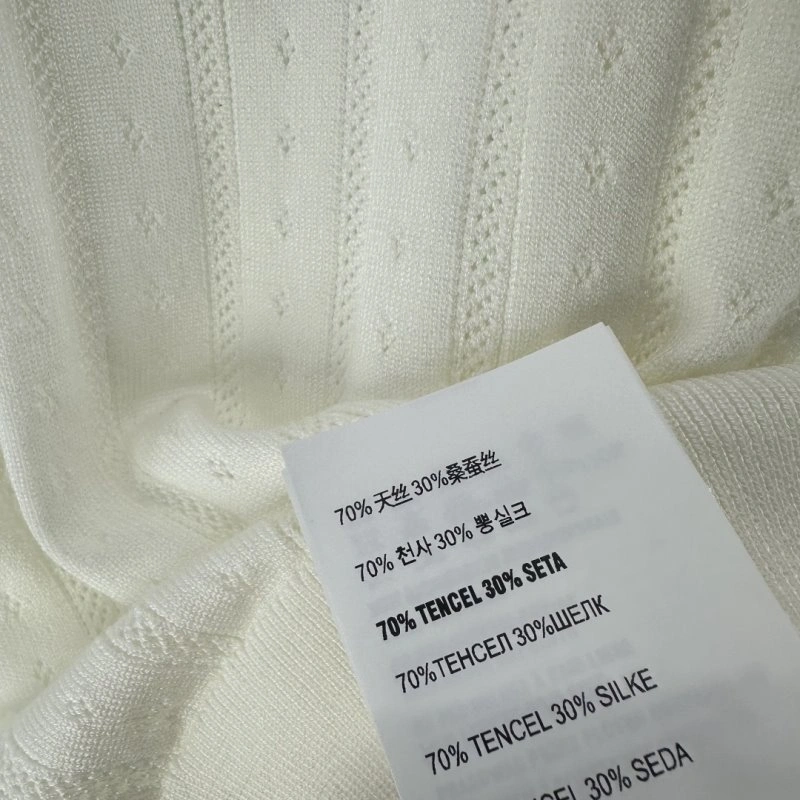 70% 天丝 30%桑蚕丝
70% 천사 30% 뽕실크
70% TENCEL 30% SETA
70%ТЕНСЕЛ 30%ШЕЛК
70% TENCEL 30% SILKE
30% SEDA